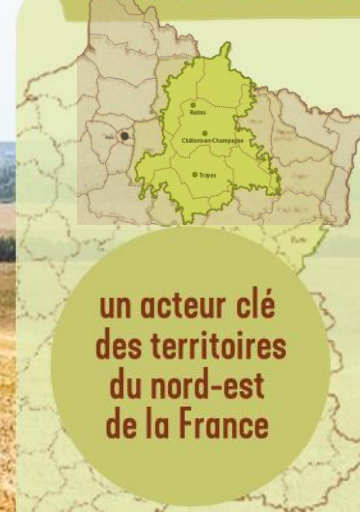 Reims
Châlons-en-Champagne
Troyes
un acteur clé
des territoires
du nord-est
de la France